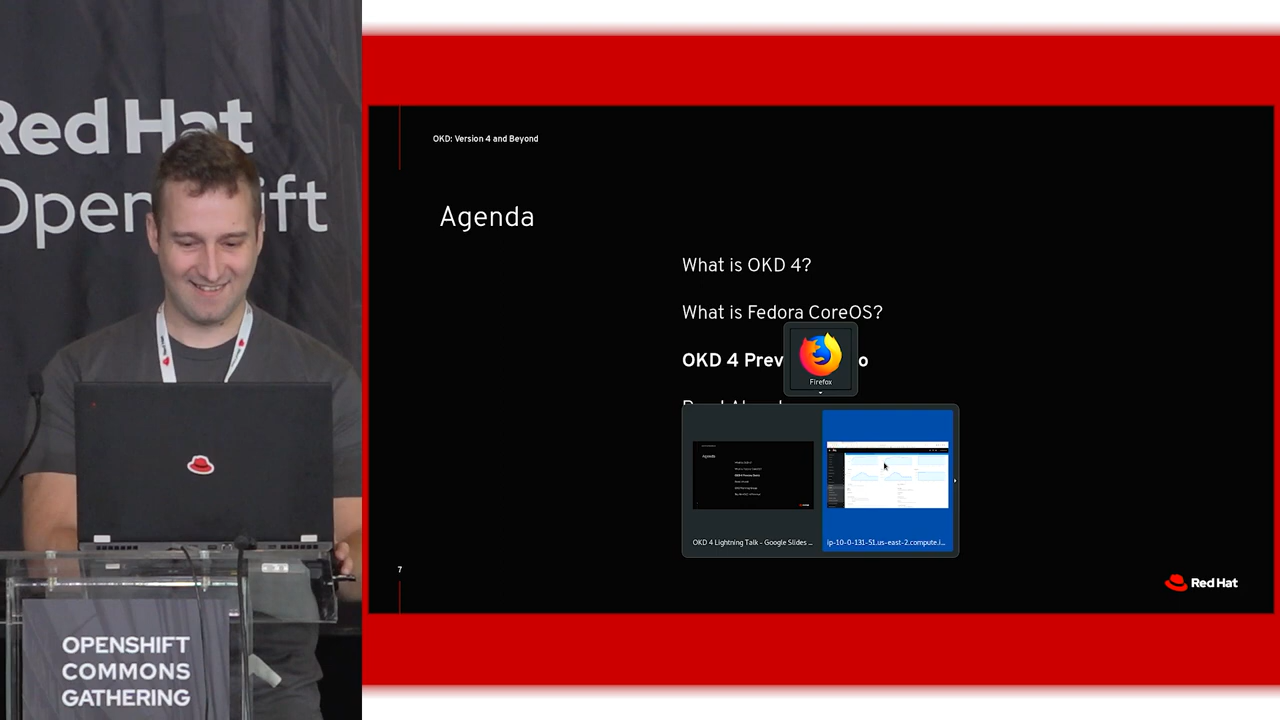 Red Hat
OpenShift
OPENSHIFT
COMMONS
GATHERING
OKD: Version 4 and Beyond
Agenda
What is OKD 4?
What is Fedora CoreOS?
OKD 4 Prev
o
Firefox
OKD 4 Lightning Talk - Google Slides ...
ip-10-0-131-51.us-east-2.compute.i...
7
Red Hat